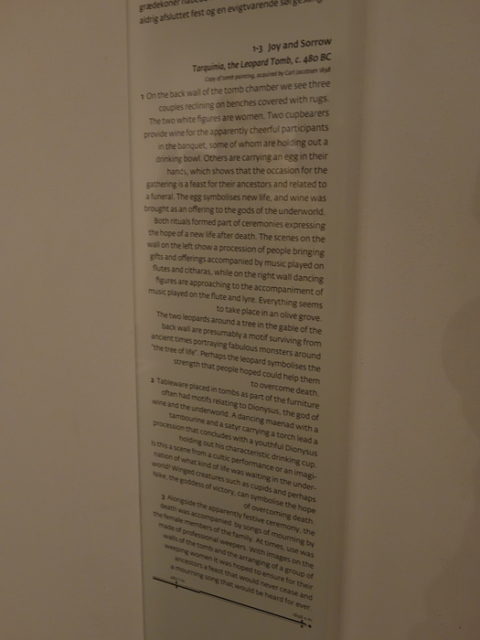 grædekoner
aldrig afsluttet fest og en evigtvarende sørgesang.
1-3 Joy and Sorrow
Tarquinia, the Leopard Tomb, c. 480 BC
Copy of tomb painting, acquired by Carl Jacobsen 1898
1 On the back wall of the tomb chamber we see three
couples reclining on benches covered with rugs.
The two white figures are women. Two cupbearers
provide wine for the apparently cheerful participants
in the banquet, some of whom are holding out a
drinking bowl. Others are carrying an egg in their
hands, which shows that the occasion for the
gathering is a feast for their ancestors and related to
a funeral. The egg symbolises new life, and wine was
brought as an offering to the gods of the underworld.
Both rituals formed part of ceremonies expressing
the hope of a new life after death. The scenes on the
wall on the left show a procession of people bringing
gifts and offerings accompanied by music played on
flutes and citharas, while on the right wall dancing
figures are approaching to the accompaniment of
music played on the flute and lyre. Everything seems
to take place in an olive grove.
The two leopards around a tree in the gable of the
back wall are presumably a motif surviving from
ancient times portraying fabulous monsters around
"the tree of life". Perhaps the leopard symbolises the
strength that people hoped could help them
to overcome death.
2 Tableware placed in tombs as part of the furniture
often had motifs relating to Dionysus, the god of
wine and the underworld. A dancing maenad with a
tambourine and a satyr carrying a torch lead a
procession that concludes with a youthful Dionysus
holding out his characteristic drinking cup.
Is this a scene from a cultic performance or an imagi-
nation of what kind of life was waiting in the under-
world? Winged creatures such as cupids and perhaps
Nike, the goddess of victory, can symbolise the hope
of overcoming death.
3 Alongside the apparently festive ceremony, the
death was accompanied by songs of mourning by
the female members of the family. At times, use was
made of professional weepers. With images on the
walls of the tomb and the arranging of a group of
weeping women it was hoped to ensure for their
ancestors a feast that would never cease and
a mourning song that would be heard for ever.